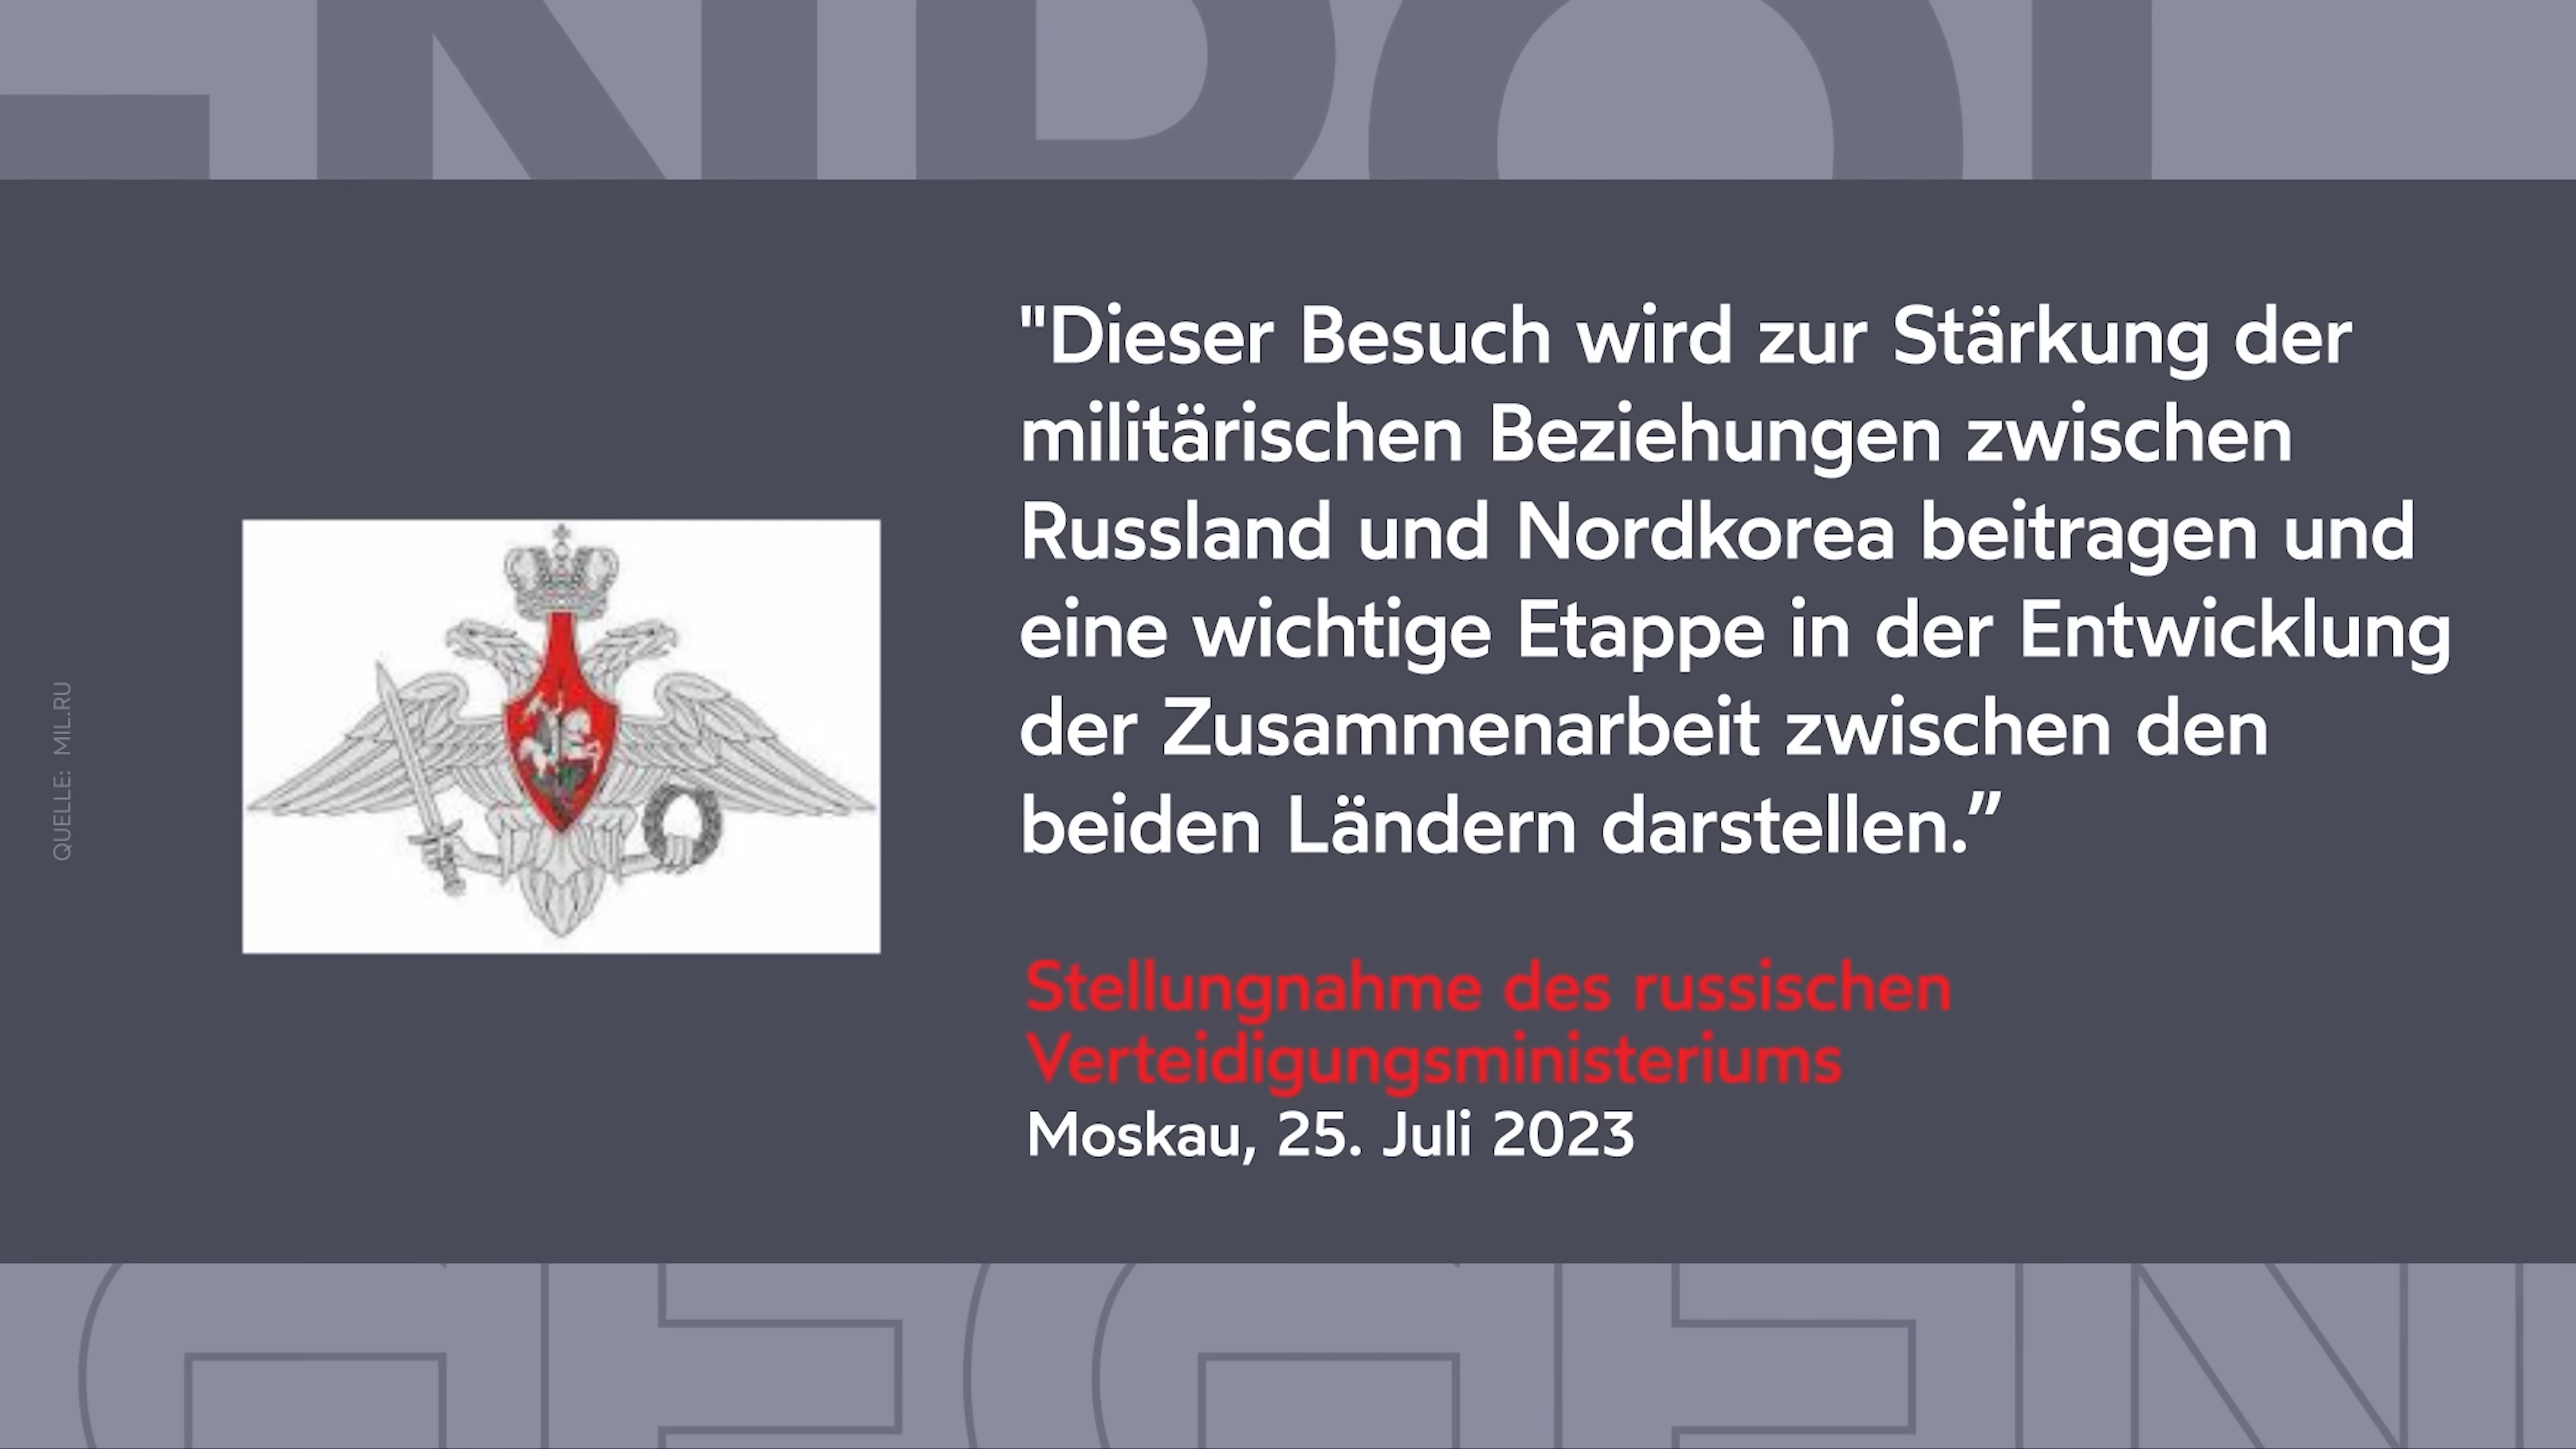 "Dieser Besuch wird zur Stärkung der
militärischen Beziehungen zwischen
Russland und Nordkorea beitragen und
eine wichtige Etappe in der Entwicklung
der Zusammenarbeit zwischen den
beiden Ländern darstellen.”
Stellungnahme des russischen
Verteidigungsministeriums
Moskau, 25. Juli 2023
QUELLE: MIL.RU